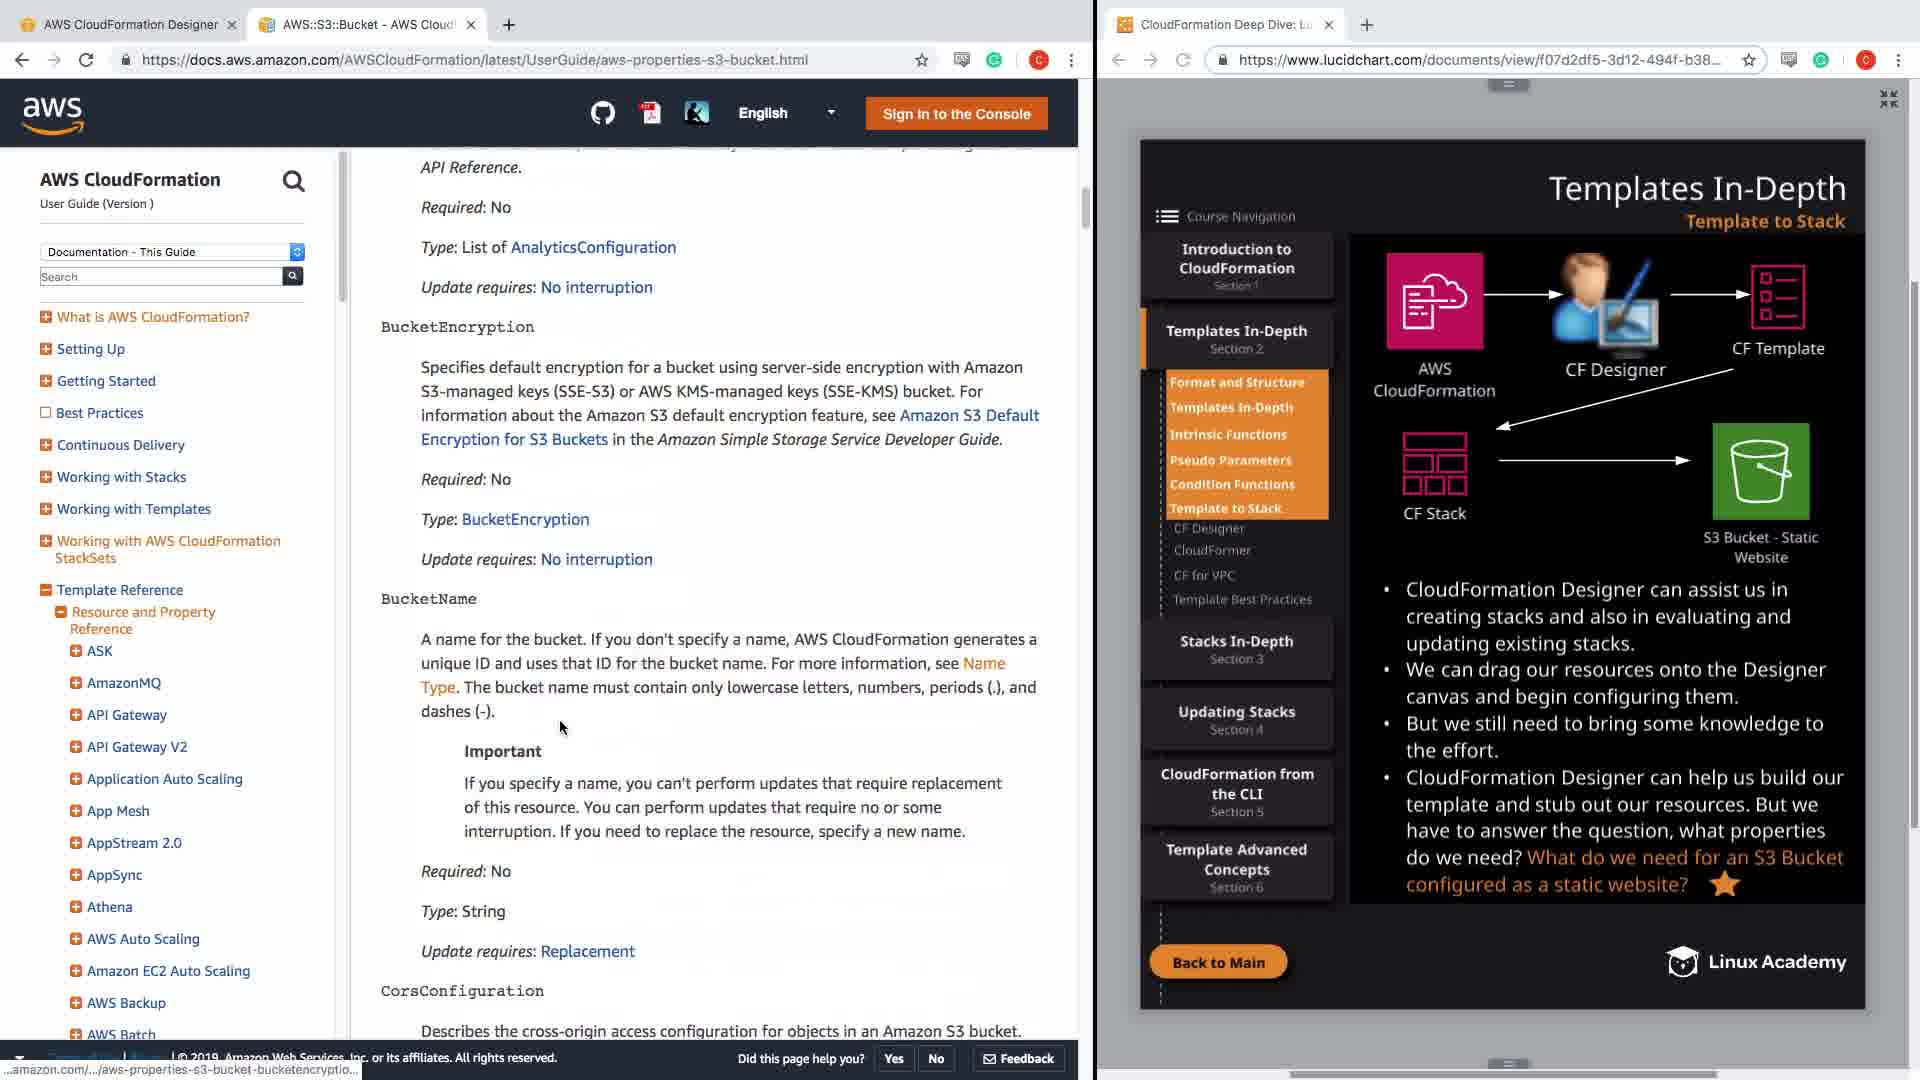 AWS CloudFormation Designer
AWS::S3::Bucket - AWS Cloud
https://docs.aws.amazon.com/AWSCloudFormation/latest/UserGuide/aws-properties-s3-bucket.html
C
aws
English
Sign In to the Console
AWS CloudFormation
User Guide (Version )
Documentation - This Guide
Search
What is AWS CloudFormation?
Setting Up
Getting Started
Best Practices
Continuous Delivery
Working with Stacks
Working with Templates
Working with AWS CloudFormation
StackSets
Template Reference
Resource and Property
Reference
ASK
AmazonMQ
API Gateway
API Gateway V2
Application Auto Scaling
App Mesh
AppStream 2.0
AppSync
Athena
AWS Auto Scaling
Amazon EC2 Auto Scaling
AWS Backup
AWS Batch
API Reference.
Required: No
Type: List of AnalyticsConfiguration
Update requires: No interruption
BucketEncryption
Specifies default encryption for a bucket using server-side encryption with Amazon
S3-managed keys (SSE-S3) or AWS KMS-managed keys (SSE-KMS) bucket. For
information about the Amazon S3 default encryption feature, see Amazon S3 Default
Encryption for S3 Buckets in the Amazon Simple Storage Service Developer Guide.
Required: No
Type: BucketEncryption
Update requires: No interruption
BucketName
A name for the bucket. If you don't specify a name, AWS CloudFormation generates a
unique ID and uses that ID for the bucket name. For more information, see Name
Type. The bucket name must contain only lowercase letters, numbers, periods (.), and
dashes (-).
Important
If you specify a name, you can't perform updates that require replacement
of this resource. You can perform updates that require no or some
interruption. If you need to replace the resource, specify a new name.
Required: No
Type: String
Update requires: Replacement
CorsConfiguration
Describes the cross-origin access configuration for objects in an Amazon S3 bucket.
© 2019, Amazon Web Services, Inc. or its affiliates. All rights reserved.
Did this page help you?
Yes
No
Feedback
...amazon.com/.../aws-properties-s3-bucket-bucketencryptio...
CloudFormation Deep Dive: Lu
https://www.lucidchart.com/documents/view/f07d2df5-3d12-494f-b38...
C
Templates In-Depth
Template to Stack
Course Navigation
Introduction to
CloudFormation
Section 1
Templates In-Depth
Section 2
Format and Structure
Templates In-Depth
Intrinsic Functions
Pseudo Parameters
Condition Functions
Template to Stack
CF Designer
CloudFormer
CF for VPC
Template Best Practices
Stacks In-Depth
Section 3
Updating Stacks
Section 4
CloudFormation from
the CLI
Section 5
Template Advanced
Concepts
Section 6
Back to Main
AWS
CloudFormation
CF Designer
CF Template
CF Stack
S3 Bucket - Static
Website
• CloudFormation Designer can assist us in
creating stacks and also in evaluating and
updating existing stacks.
• We can drag our resources onto the Designer
canvas and begin configuring them.
• But we still need to bring some knowledge to
the effort.
• CloudFormation Designer can help us build our
template and stub out our resources. But we
have to answer the question, what properties
do we need? What do we need for an S3 Bucket
configured as a static website?
Linux Academy